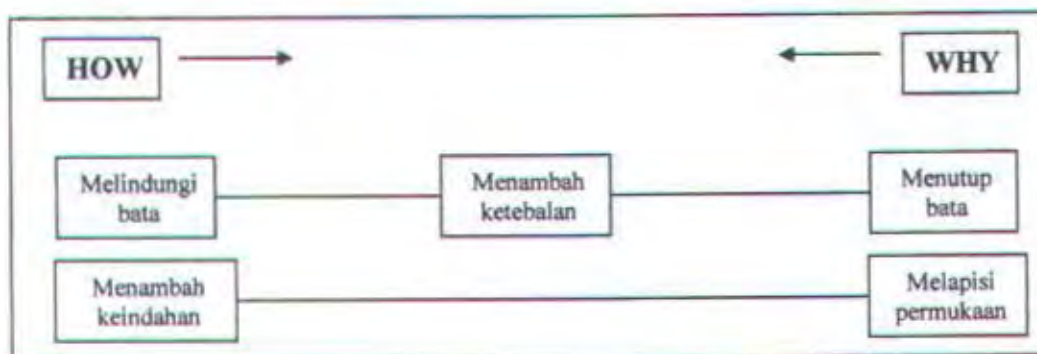 HOW
WHY
Melindungi
bata
Menambah
ketebalan
Menutup
bata
Menambah
keindahan
Melapisi
permukaan